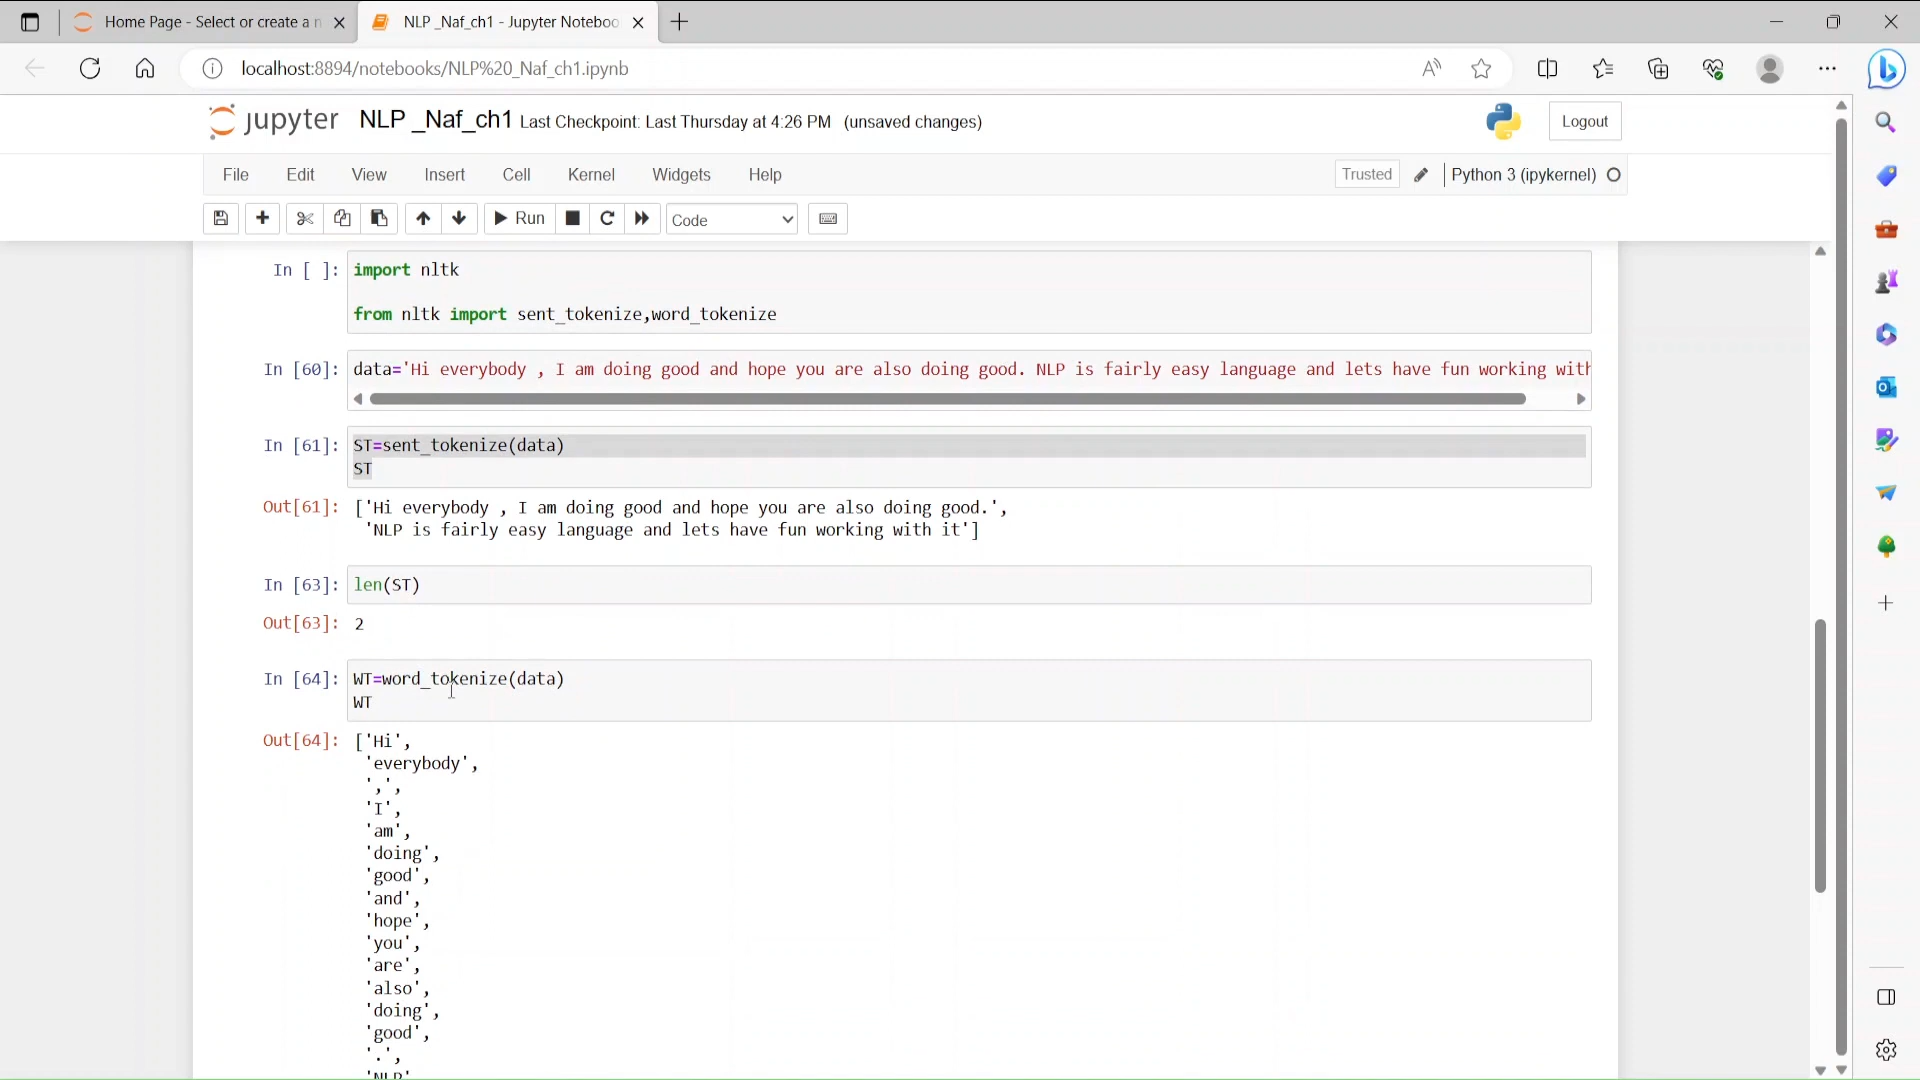 Home Page - Select or create a n
NLP _Naf_ch1 - Jupyter Noteboo
localhost:8894/notebooks/NLP%20_Naf_ch1.ipynb
jupyter NLP _Naf_ch1 Last Checkpoint: Last Thursday at 4:26 PM (unsaved changes)
Logout
File Edit View Insert Cell Kernel Widgets Help
Trusted
Python 3 (ipykernel)
Run
Code
In [ ]: import nltk
from nltk import sent_tokenize,word_tokenize
In [60]: data='Hi everybody , I am doing good and hope you are also doing good. NLP is fairly easy language and lets have fun working with
In [61]: ST=sent_tokenize(data)
ST
Out[61]: ['Hi everybody , I am doing good and hope you are also doing good.',
'NLP is fairly easy language and lets have fun working with it']
In [63]: len(ST)
Out[63]: 2
In [64]: WT=word_tokenize(data)
WT
Out[64]: ['Hi',
'everybody',
',',
'I',
'am',
'doing',
'good',
'and',
'hope',
'you',
'are',
'also',
'doing',
'good',
'.',
'NLP'